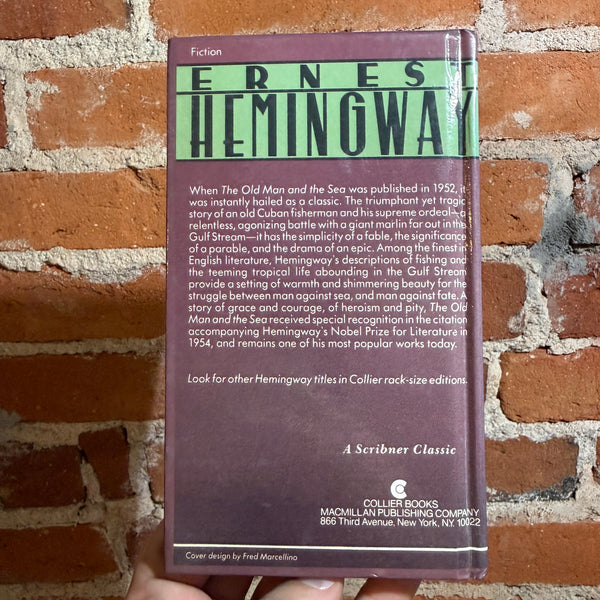 Fiction
ERNEST
HEMINGWAY
When The Old Man and the Sea was published in 1952, it
was instantly hailed as a classic. The triumphant yet tragic
story of an old Cuban fisherman and his supreme ordeal—a
relentless, agonizing battle with a giant marlin far out in the
Gulf Stream—it has the simplicity of a fable, the significance
of a parable, and the drama of an epic. Among the finest in
English literature, Hemingway's descriptions of fishing and
the teeming tropical life abounding in the Gulf Stream
provide a setting of warmth and shimmering beauty for the
struggle between man against sea, and man against fate. A
story of grace and courage, of heroism and pity, The Old
Man and the Sea received special recognition in the citation
accompanying Hemingway's Nobel Prize for Literature in
1954, and remains one of his most popular works today.
Look for other Hemingway titles in Collier rack-size editions.
A Scribner Classic
COLLIER BOOKS
MACMILLAN PUBLISHING COMPANY
866 Third Avenue, New York, N.Y. 10022
Cover design by Fred Marcellino